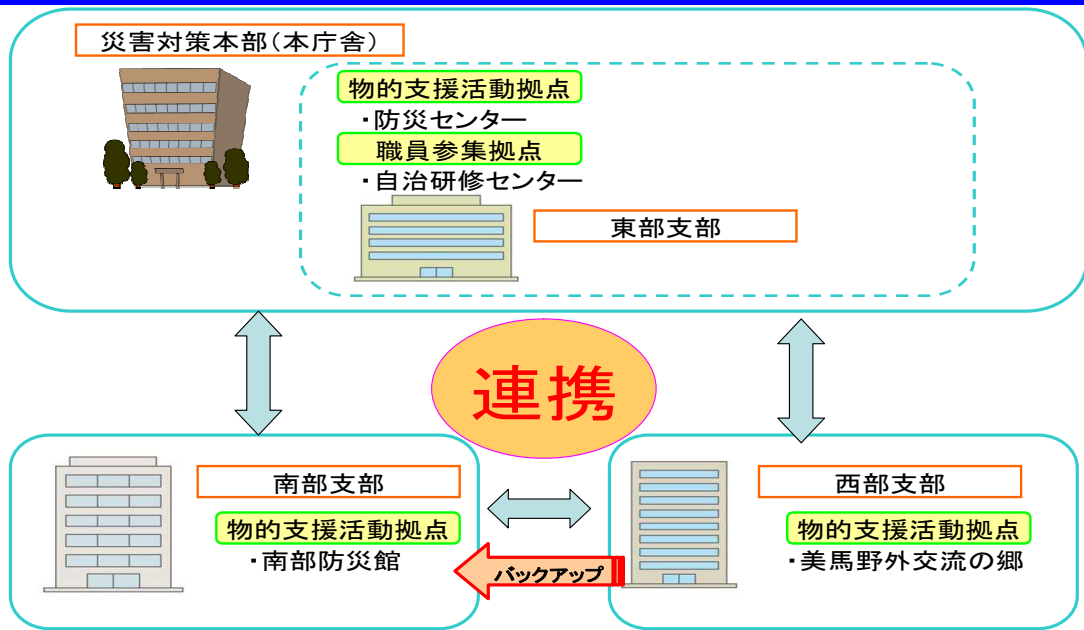 災害対策本部(本庁舎)
物的支援活動拠点
・防災センター
職員参集拠点
・自治研修センター
東部支部
連携
南部支部
物的支援活動拠点
・南部防災館
西部支部
物的支援活動拠点
・美馬野外交流の郷
バックアップ